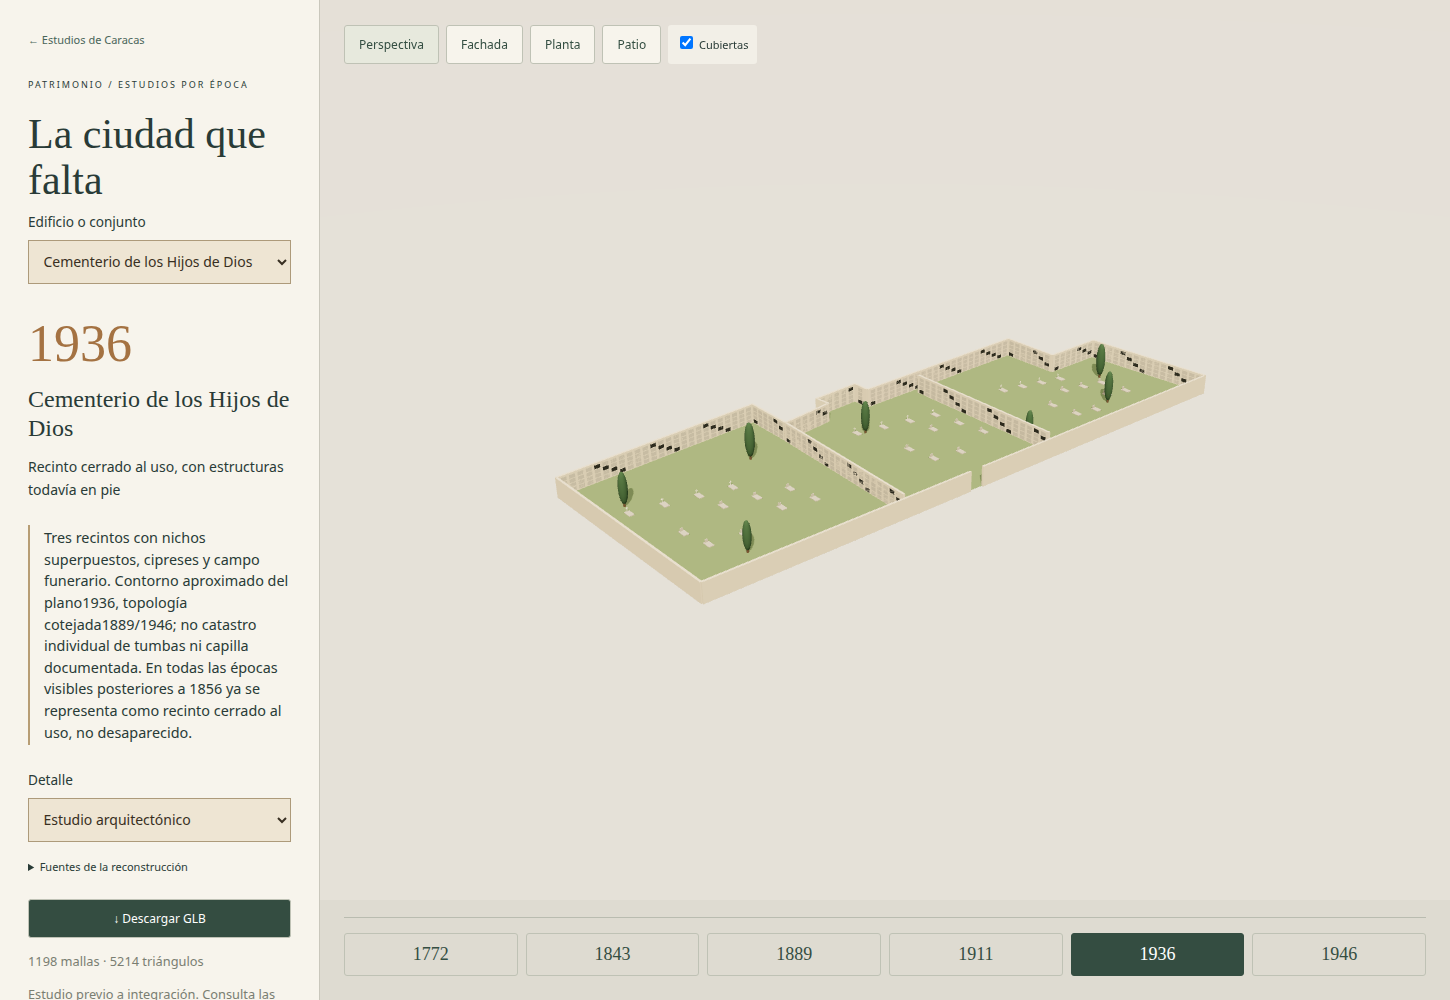 ← Estudios de Caracas
PATRIMONIO / ESTUDIOS POR ÉPOCA
La ciudad que
falta
Edificio o conjunto
Cementerio de los Hijos de Dios
1936
Cementerio de los Hijos de
Dios
Recinto cerrado al uso, con estructuras
todavía en pie
Tres recintos con nichos
superpuestos, cipreses y campo
funerario. Contorno aproximado del
plano1936, topología
cotejada1889/1946; no catastro
individual de tumbas ni capilla
documentada. En todas las épocas
visibles posteriores a 1856 ya se
representa como recinto cerrado al
uso, no desaparecido.
Detalle
Estudio arquitectónico
▶ Fuentes de la reconstrucción
↓ Descargar GLB
1198 mallas · 5214 triángulos
Estudio previo a integración. Consulta las
Perspectiva
Fachada
Planta
Patio
Cubiertas
1772
1843
1889
1911
1936
1946